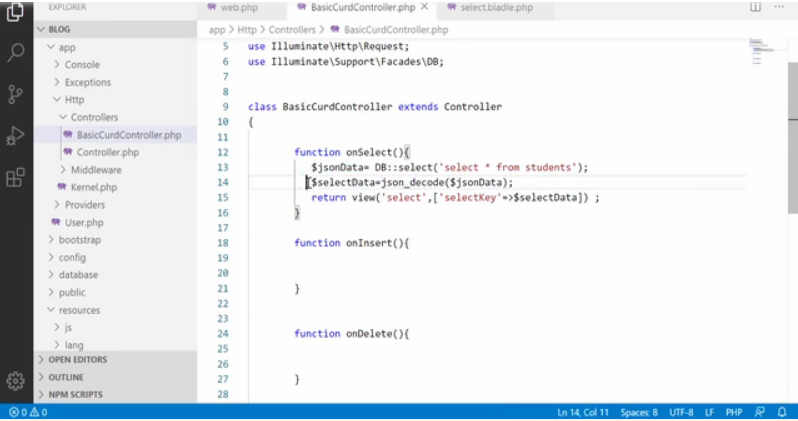 EXPLORER
web.php
BasicCurdController.php
select.bladle.php
BLOG
app > Http > Controllers > BasicCurdController.php
app
Console
Exceptions
Http
Controllers
BasicCurdController.php
Controller.php
Middleware
Kernel.php
Providers
User.php
bootstrap
config
database
public
resources
js
lang
OPEN EDITORS
OUTLINE
NPM SCRIPTS
5 use Illuminate\Http\Request;
6 use Illuminate\Support\Facades\DB;
7
8
9 class BasicCurdController extends Controller
10 {
11
12 function onSelect(){
13 $jsonData= DB::select('select * from students');
14 $selectData=json_decode($jsonData);
15 return view('select',['selectKey'=>$selectData]) ;
16 }
17
18 function onInsert(){
19
20
21 }
22
23
24 function onDelete(){
25
26
27 }
28
0 0 Ln 14, Col 11 Spaces: 8 UTF-8 LF PHP